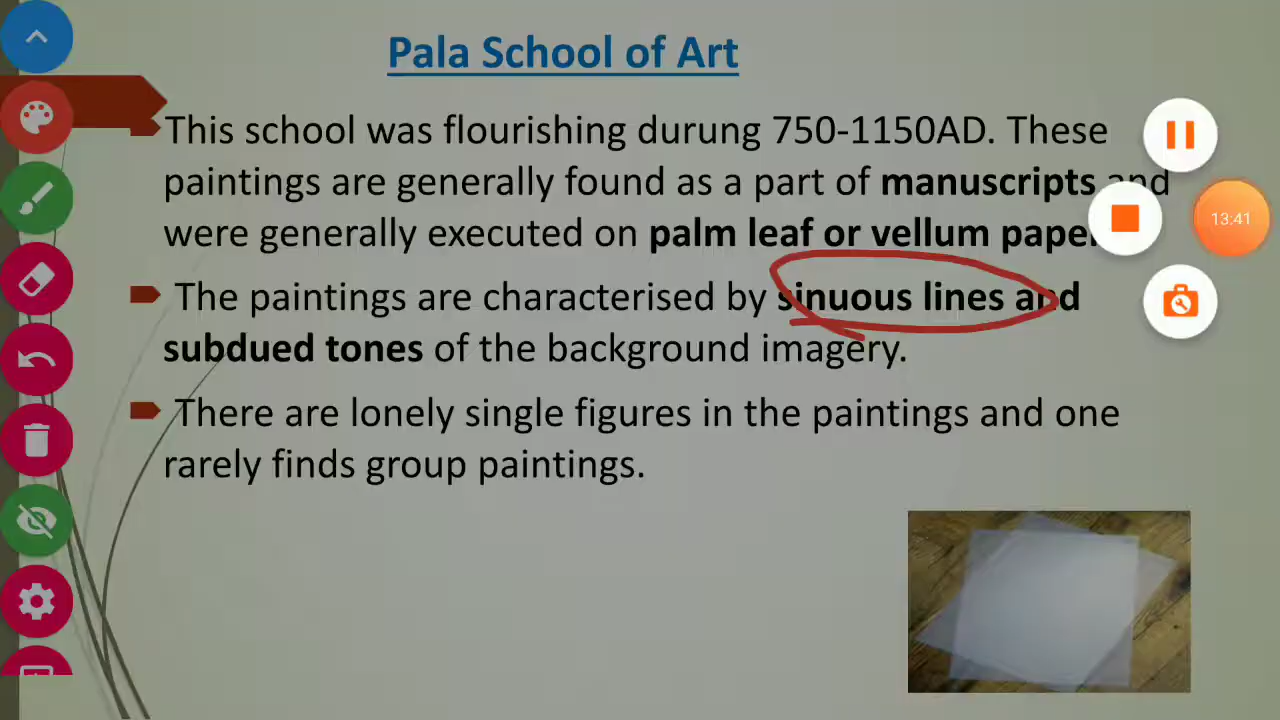 Pala School of Art
This school was flourishing durung 750-1150AD. These
paintings are generally found as a part of manuscripts and
were generally executed on palm leaf or vellum paper
The paintings are characterised by sinuous lines and
subdued tones of the background imagery.
There are lonely single figures in the paintings and one
rarely finds group paintings.
13:41